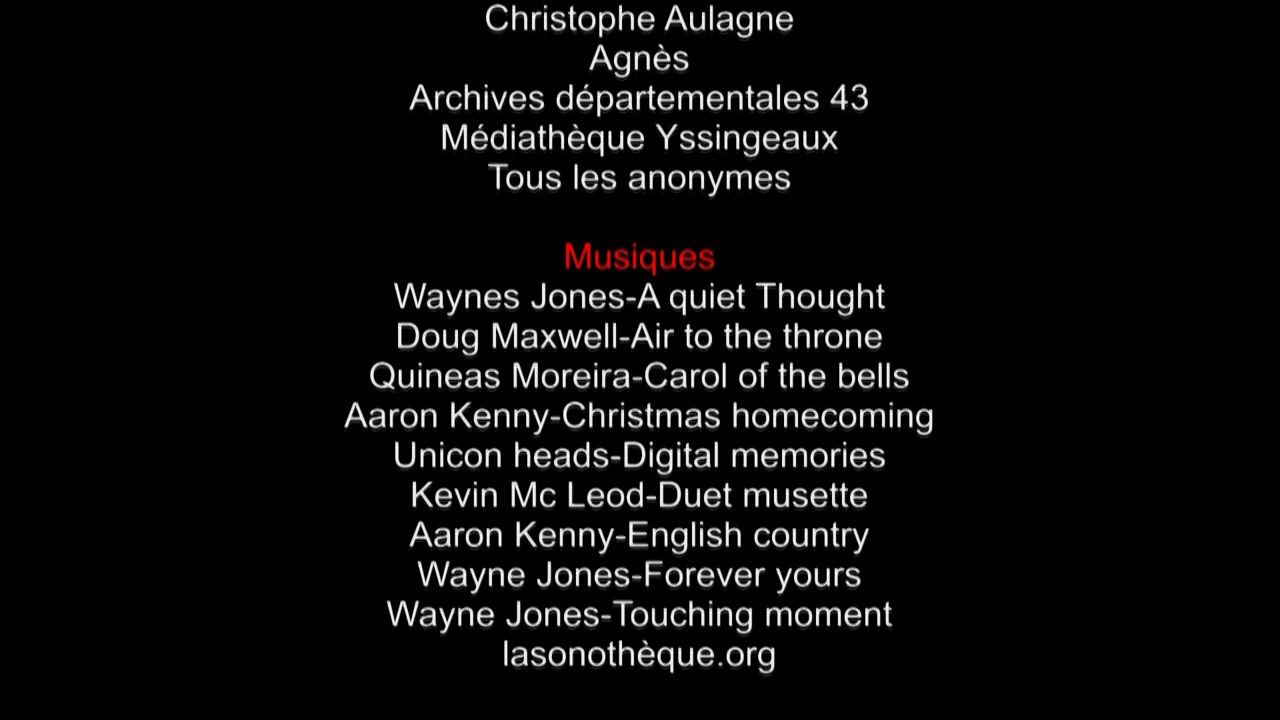 Christophe Aulagne
Agnès
Archives départementales 43
Médiathèque Yssingeaux
Tous les anonymes
Musiques
Waynes Jones-A quiet Thought
Doug Maxwell-Air to the throne
Quineas Moreira-Carol of the bells
Aaron Kenny-Christmas homecoming
Unicon heads-Digital memories
Kevin Mc Leod-Duet musette
Aaron Kenny-English country
Wayne Jones-Forever yours
Wayne Jones-Touching moment
lasonothèque.org